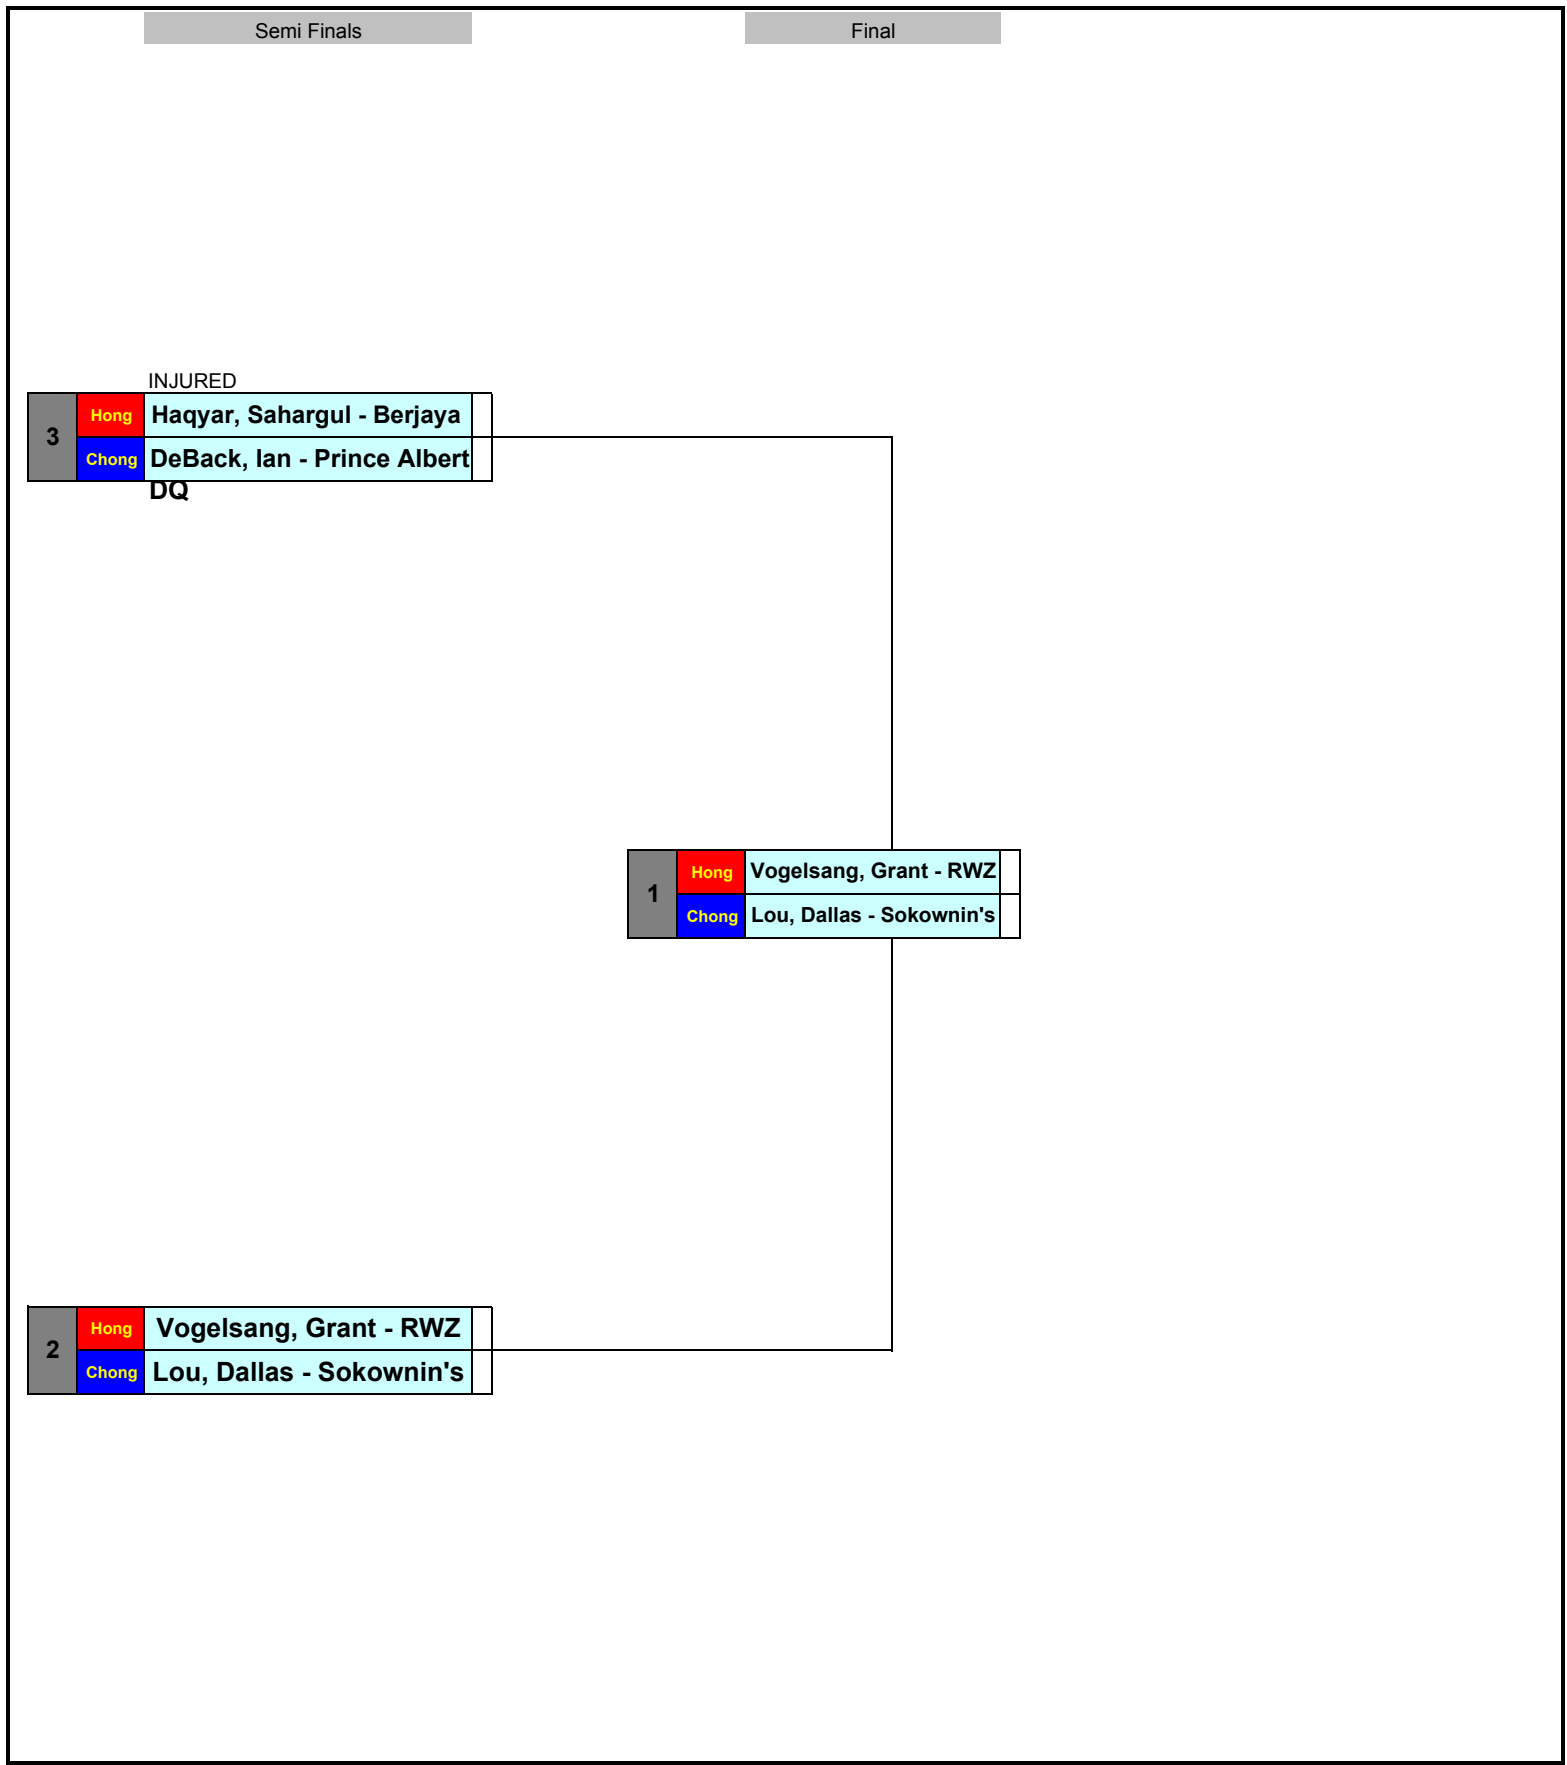 Semi Finals Final
INJURED
3 Hong Haqyar, Sahargul - Berjaya
Chong DeBack, Ian - Prince Albert
DQ
1 Hong Vogelsang, Grant - RWZ
Chong Lou, Dallas - Sokownin's
2 Hong Vogelsang, Grant - RWZ
Chong Lou, Dallas - Sokownin's